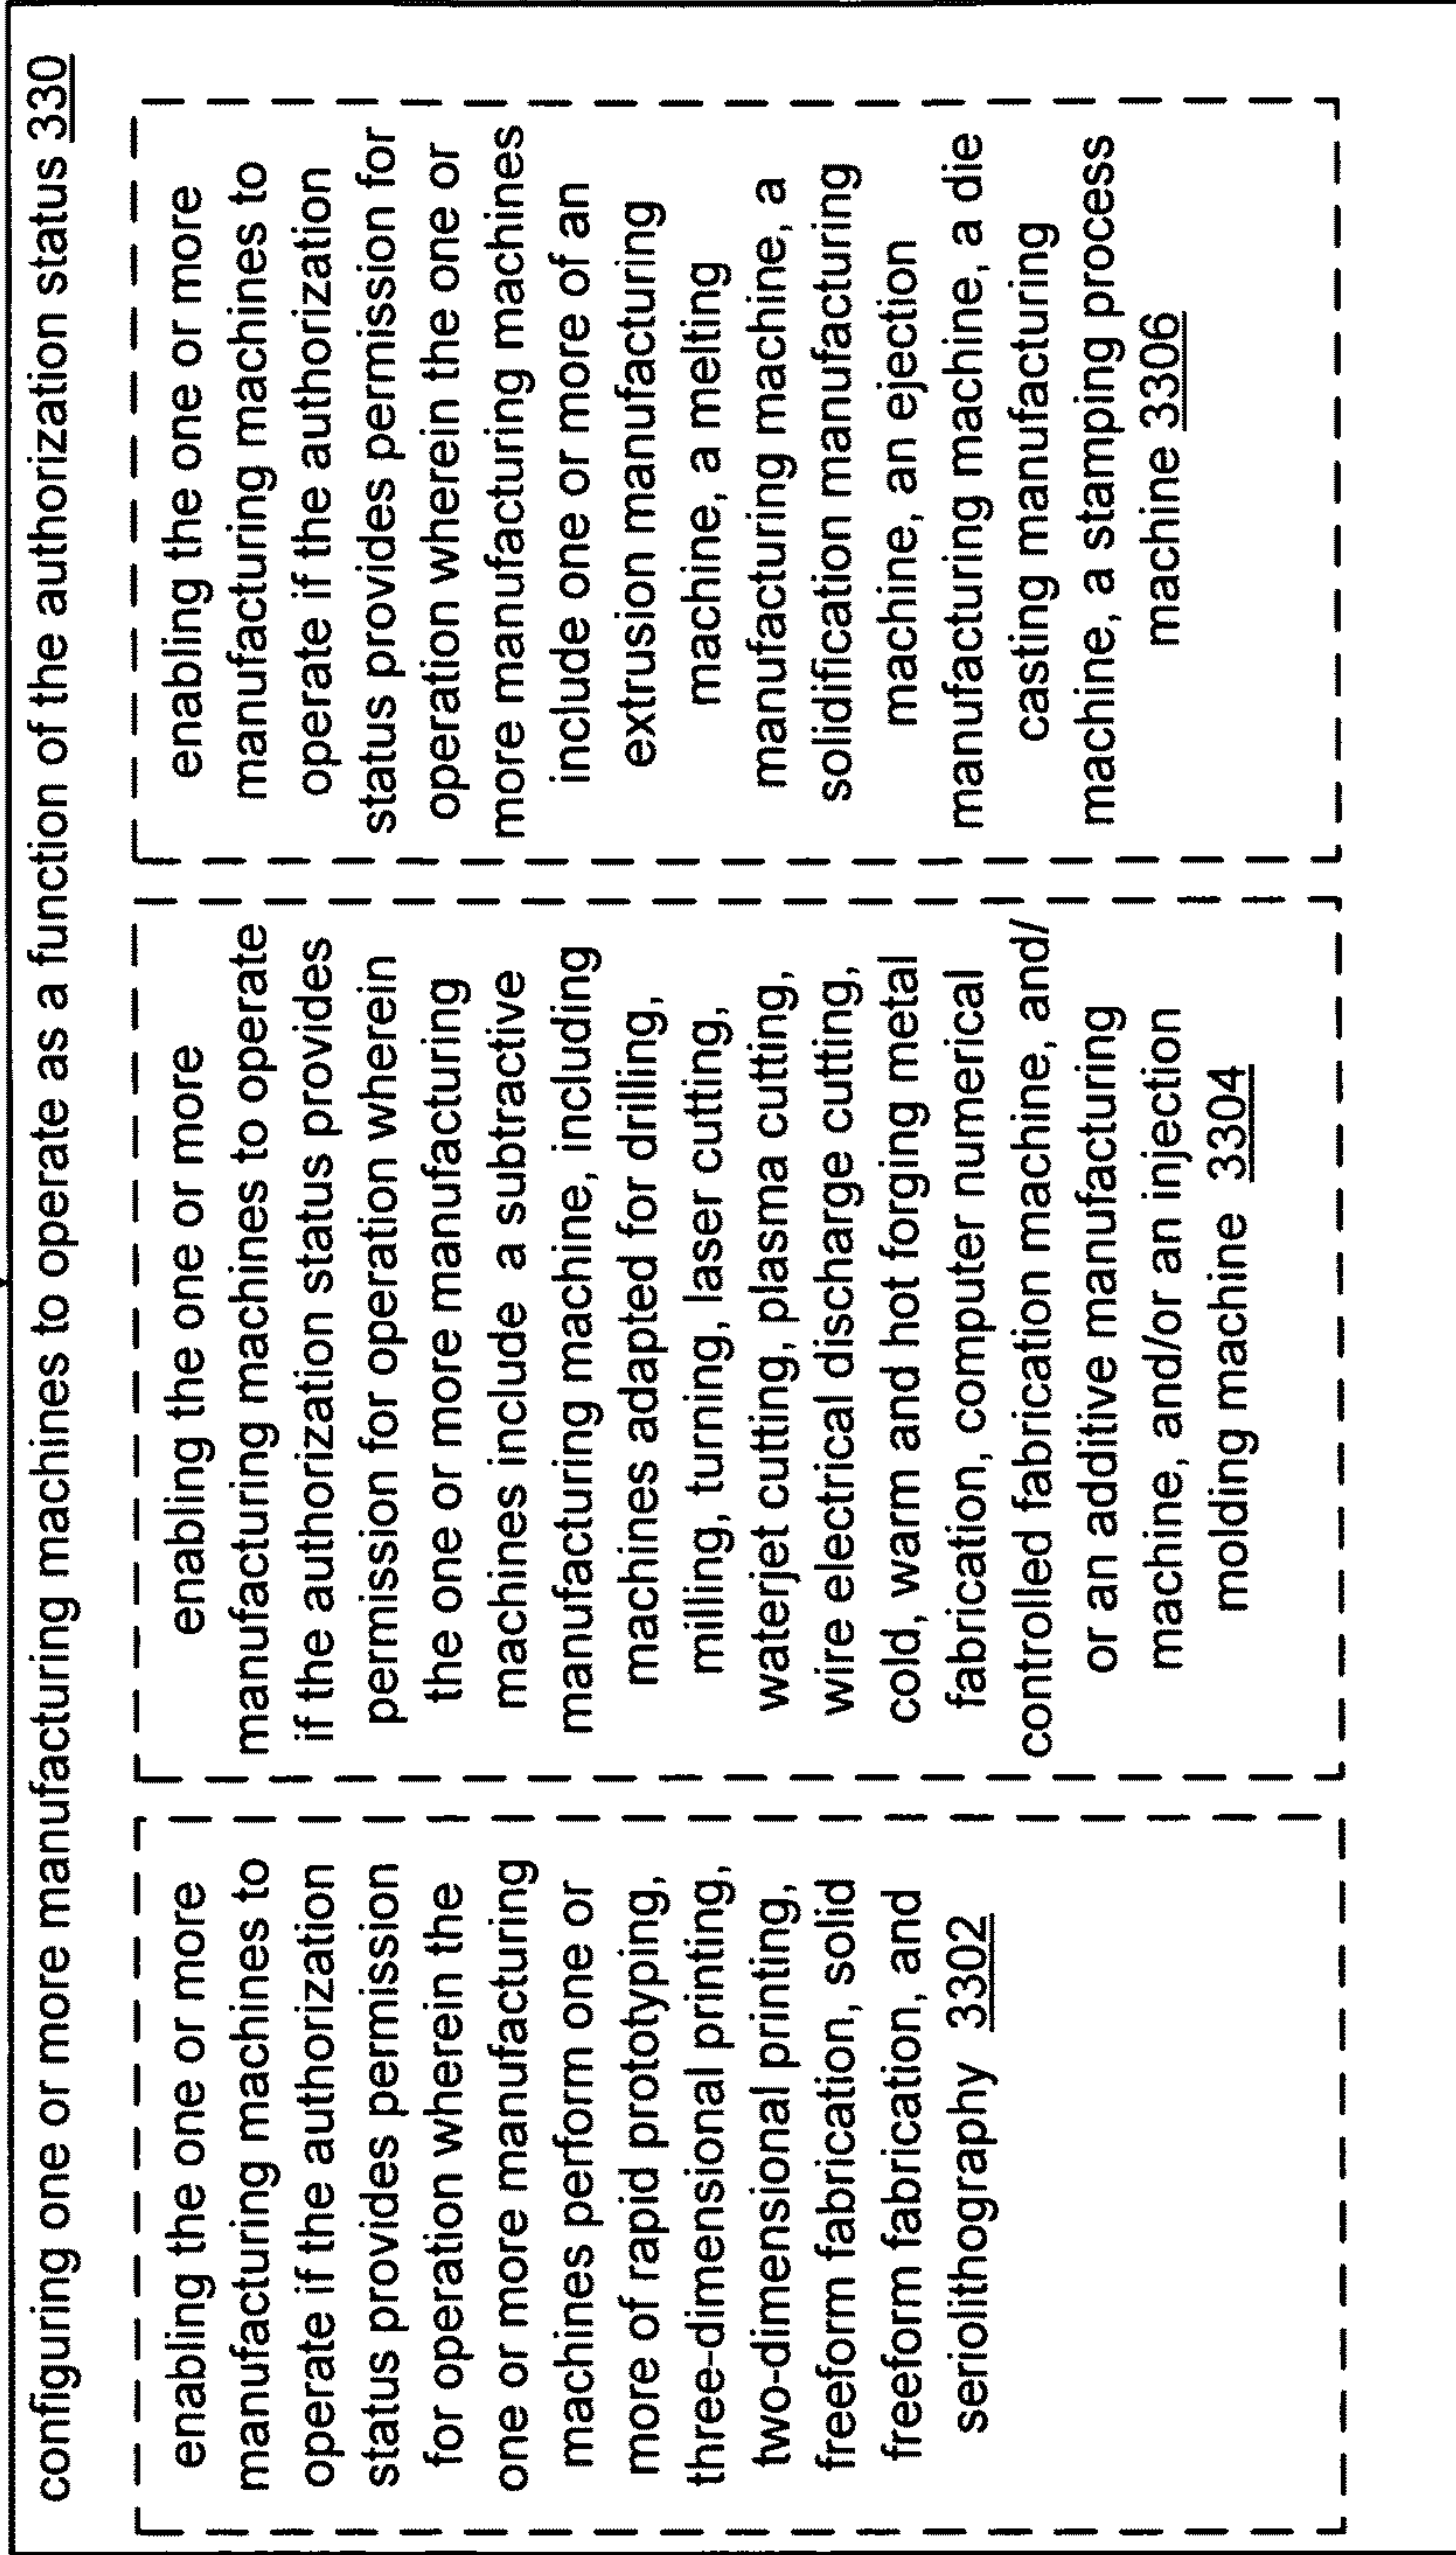 configuring one or more manufacturing machines to operate as a function of the authorization status 330
enabling the one or more
manufacturing machines to
operate if the authorization
status provides permission
for operation wherein the
one or more manufacturing
machines perform one or
more of rapid prototyping,
three-dimensional printing,
two-dimensional printing,
freeform fabrication, solid
freeform fabrication, and
seriolithography 3302
enabling the one or more
manufacturing machines to operate
if the authorization status provides
permission for operation wherein
the one or more manufacturing
machines include a subtractive
manufacturing machine, including
machines adapted for drilling,
milling, turning, laser cutting,
waterjet cutting, plasma cutting,
wire electrical discharge cutting,
cold, warm and hot forging metal
fabrication, computer numerical
controlled fabrication machine, and/
or an additive manufacturing
machine, and/or an injection
molding machine 3304
enabling the one or more
manufacturing machines to
operate if the authorization
status provides permission for
operation wherein the one or
more manufacturing machines
include one or more of an
extrusion manufacturing
machine, a melting
manufacturing machine, a
solidification manufacturing
machine, an ejection
manufacturing machine, a die
casting manufacturing
machine, a stamping process
machine 3306